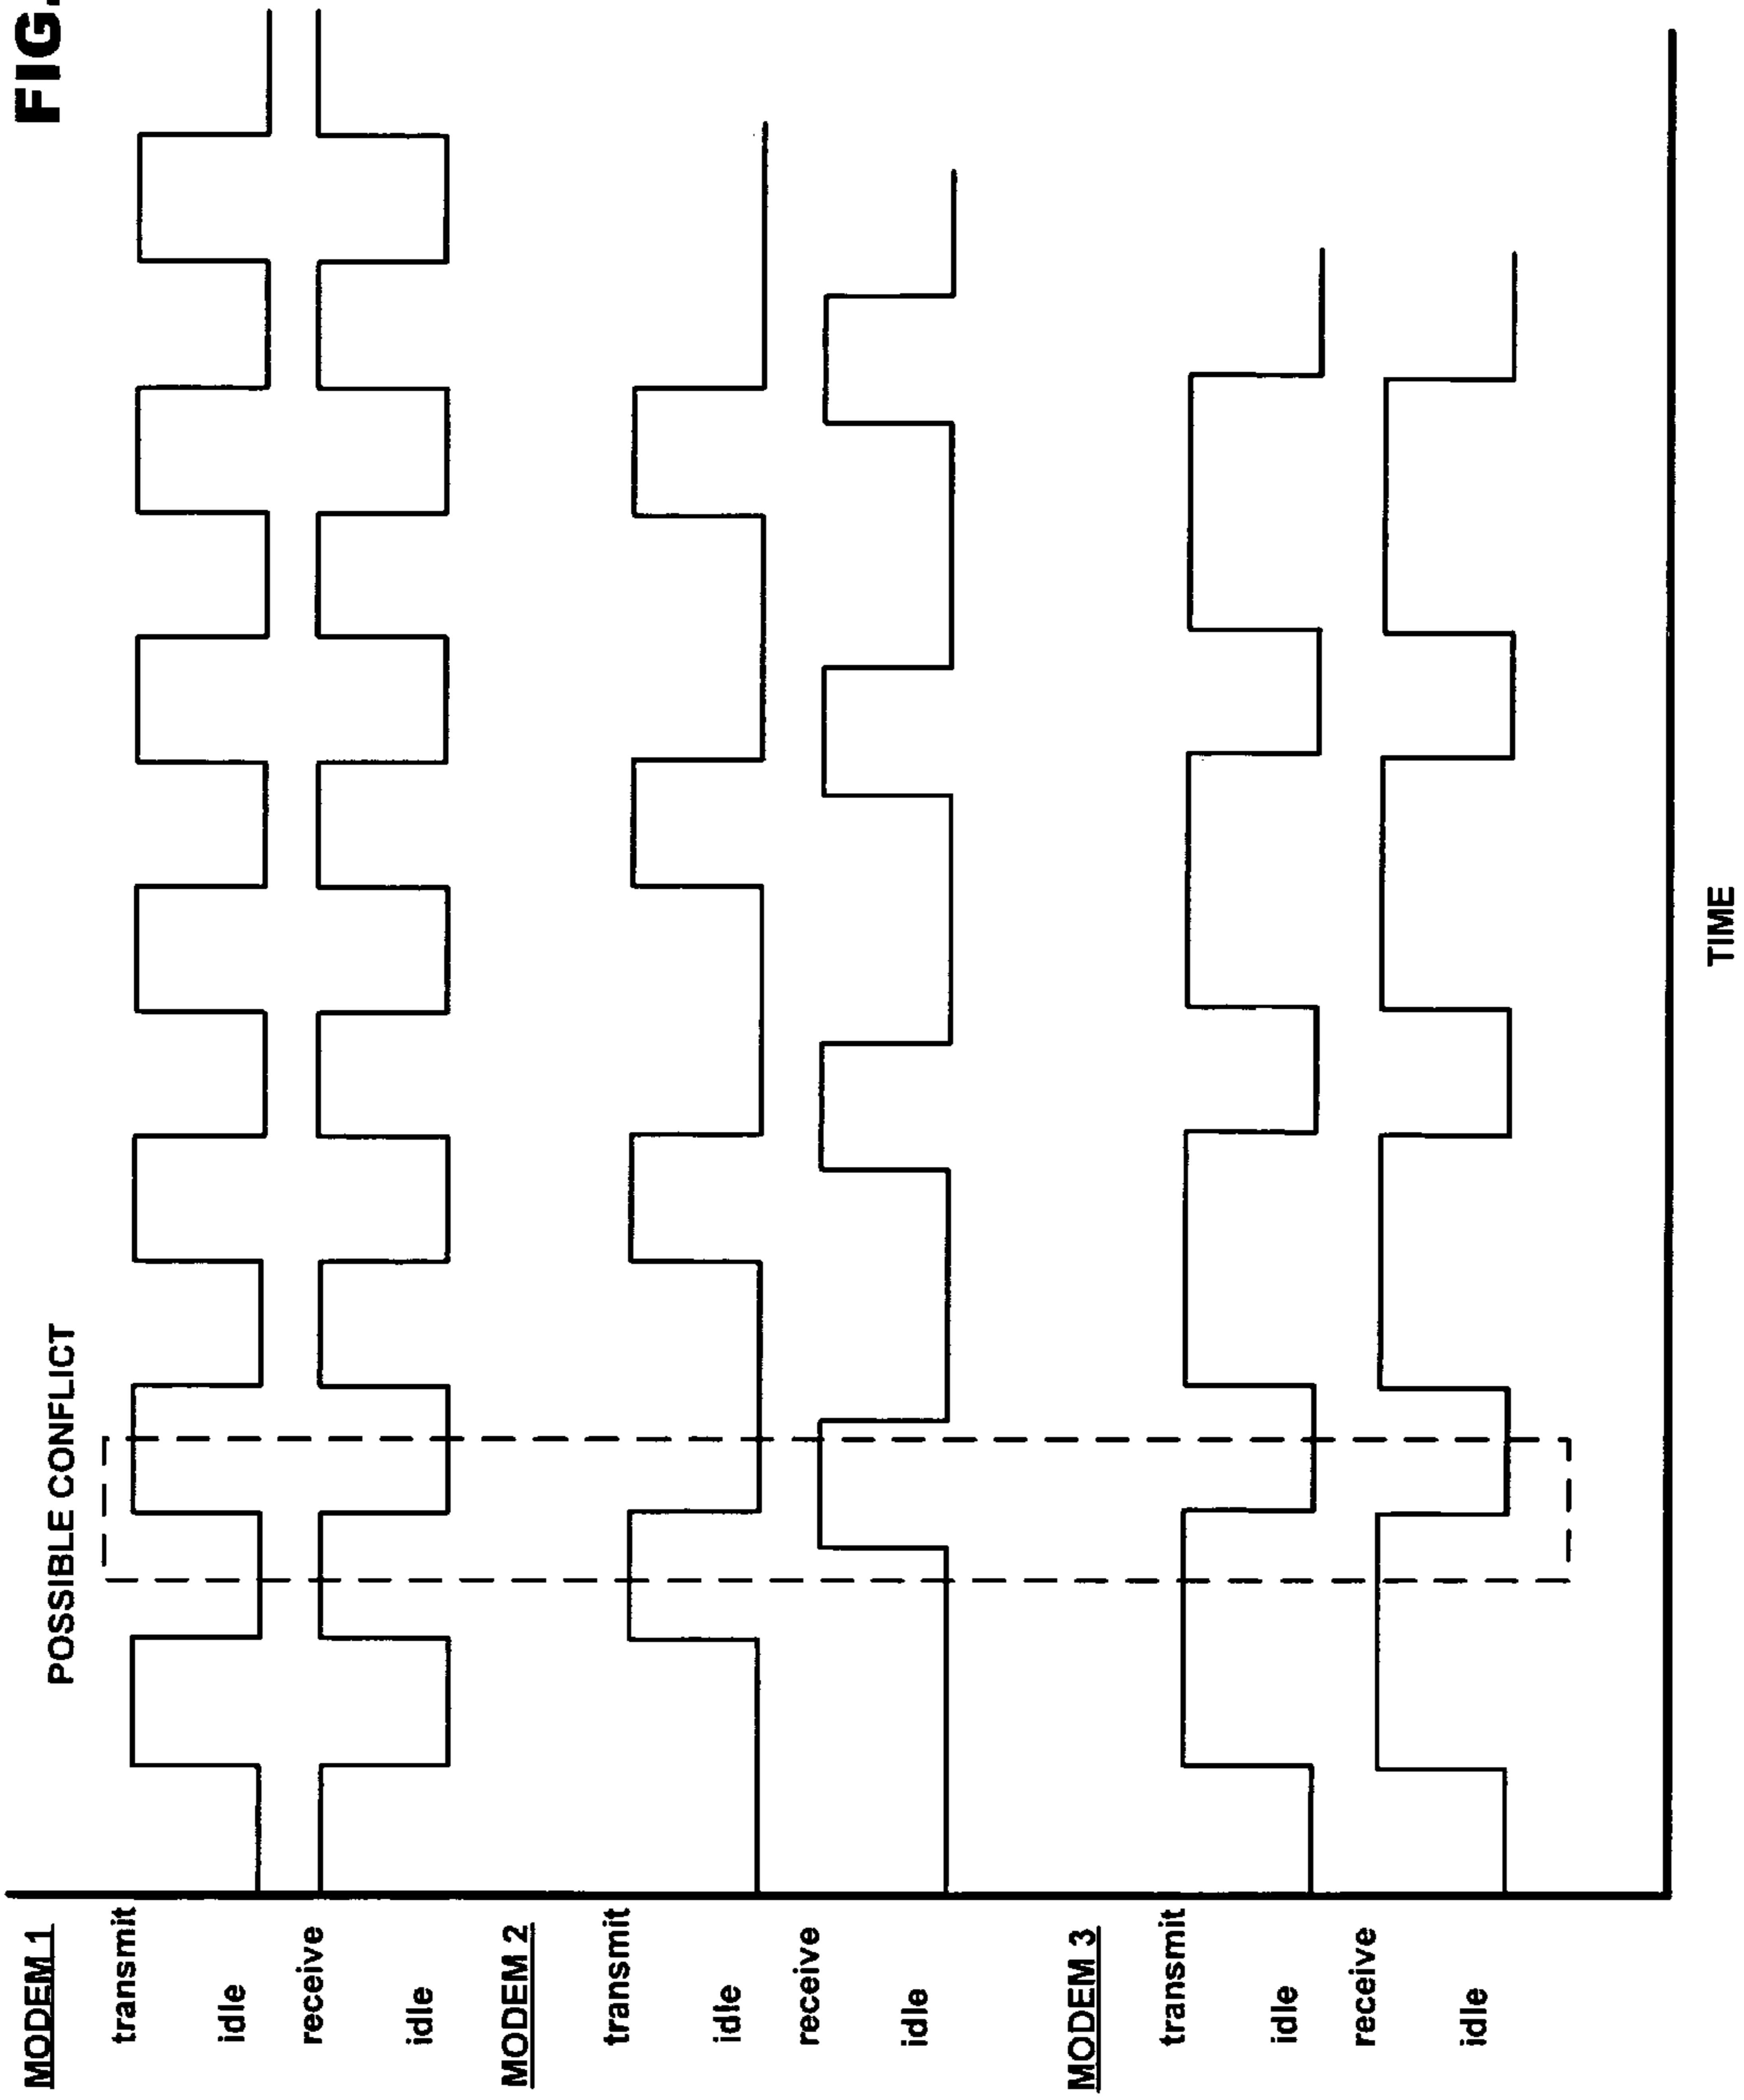 FIG.
POSSIBLE CONFLICT
MODEM 1
transmit
idle
receive
idle
MODEM 2
transmit
idle
receive
idle
MODEM 3
transmit
idle
receive
idle
TIME